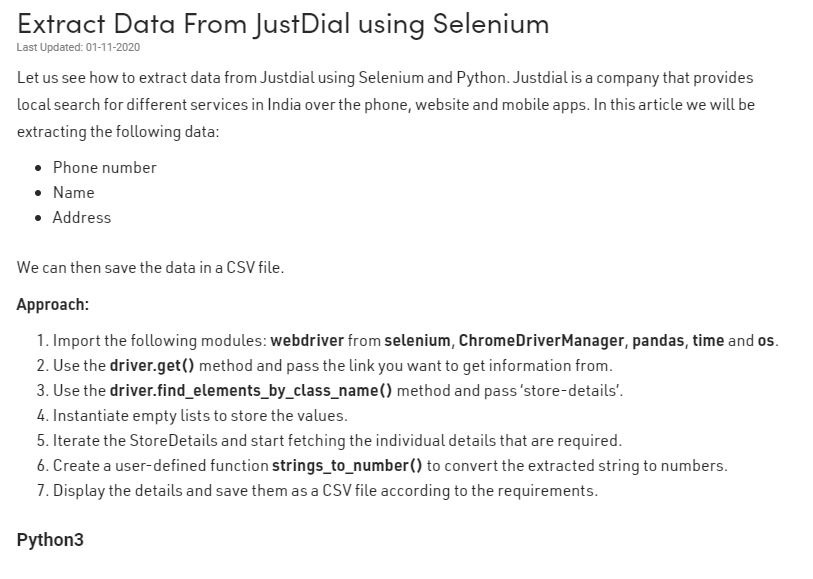 Extract Data From JustDial using Selenium
Last Updated: 01-11-2020
Let us see how to extract data from Justdial using Selenium and Python. Justdial is a company that provides
local search for different services in India over the phone, website and mobile apps. In this article we will be
extracting the following data:
• Phone number
• Name
• Address
We can then save the data in a CSV file.
Approach:
1. Import the following modules: webdriver from selenium, ChromeDriverManager, pandas, time and os.
2. Use the driver.get() method and pass the link you want to get information from.
3. Use the driver.find_elements_by_class_name() method and pass ‘store-details’.
4. Instantiate empty lists to store the values.
5. Iterate the StoreDetails and start fetching the individual details that are required.
6. Create a user-defined function strings_to_number() to convert the extracted string to numbers.
7. Display the details and save them as a CSV file according to the requirements.
Python3